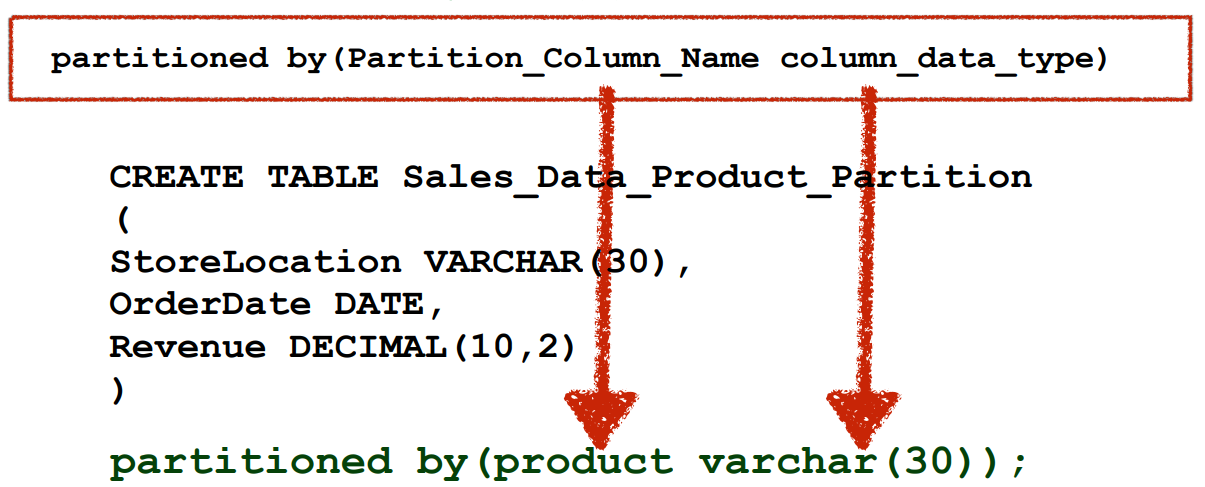 partitioned by(Partition_Column_Name column_data_type)
CREATE TABLE Sales_Data_Product_Partition
(
StoreLocation VARCHAR(30),
OrderDate DATE,
Revenue DECIMAL(10,2)
)
partitioned by(product varchar(30));